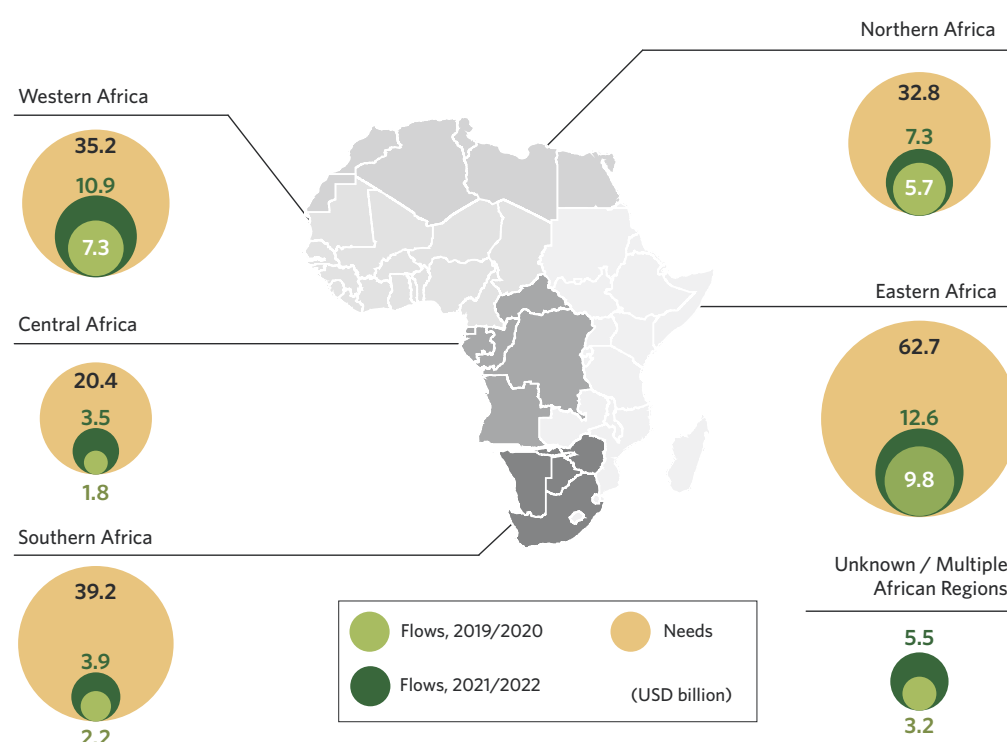 Northern Africa
32.8
7.3
5.7
Western Africa
35.2
10.9
7.3
Eastern Africa
62.7
12.6
9.8
Central Africa
20.4
3.5
1.8
Southern Africa
39.2
3.9
2.2
Unknown / Multiple
African Regions
5.5
3.2
Flows, 2019/2020
Needs
Flows, 2021/2022
(USD billion)